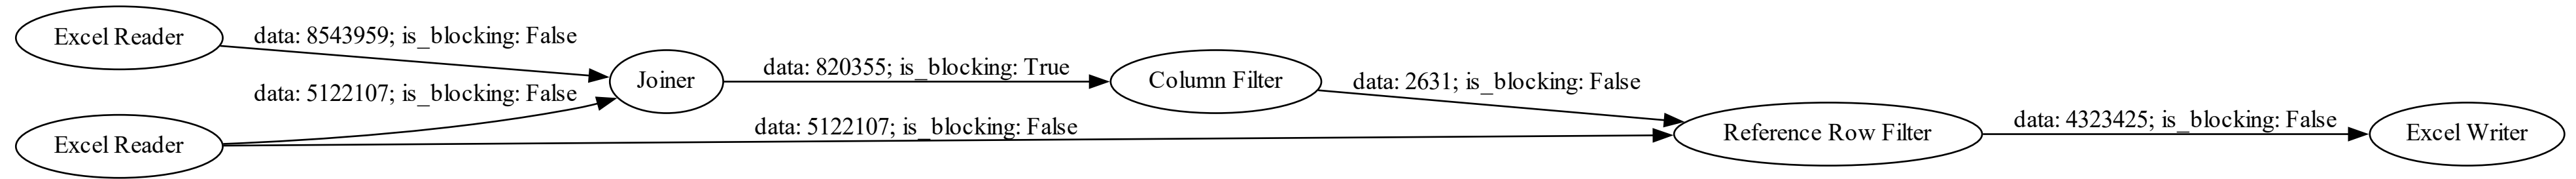 Excel Reader
data: 8543959; is_blocking: False
Joiner
data: 820355; is_blocking: True
Column Filter
data: 2631; is_blocking: False
data: 5122107; is_blocking: False
Excel Reader
data: 5122107; is_blocking: False
Reference Row Filter
data: 4323425; is_blocking: False
Excel Writer